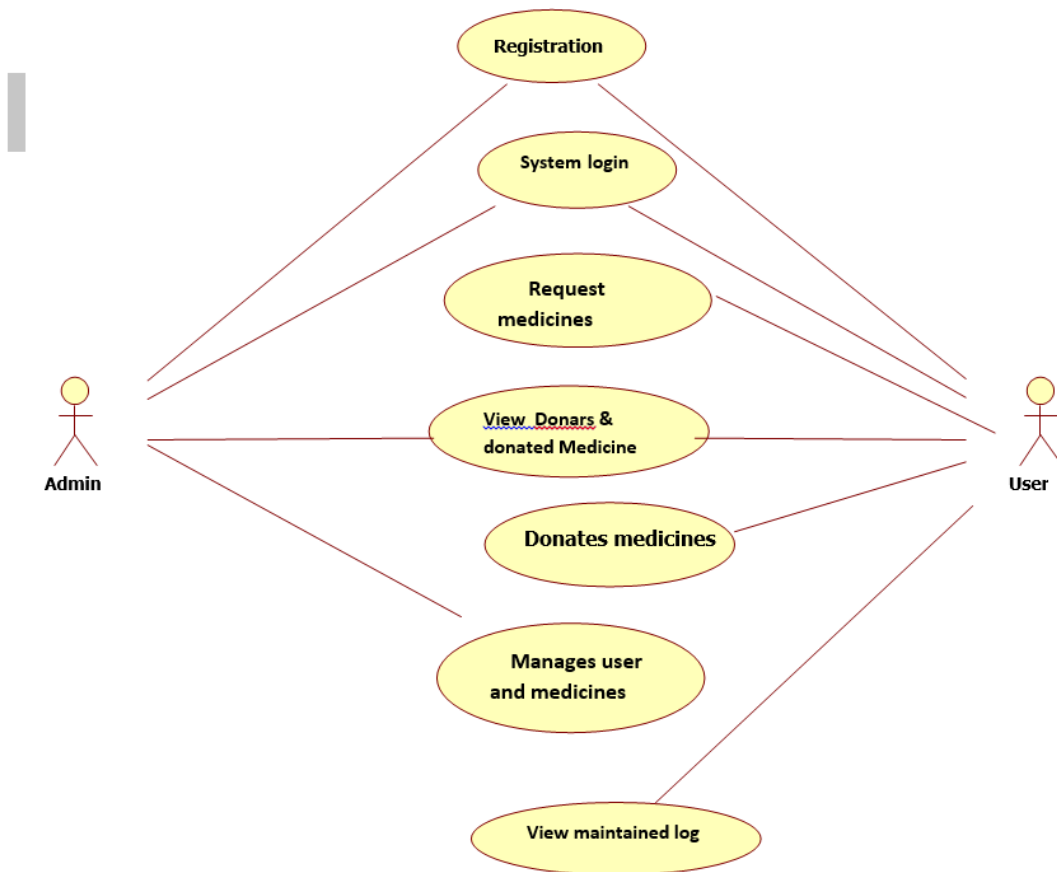 Registration
System login
Request
medicines
View Donars &
donated Medicine
Admin
User
Donates medicines
Manages user
and medicines
View maintained log